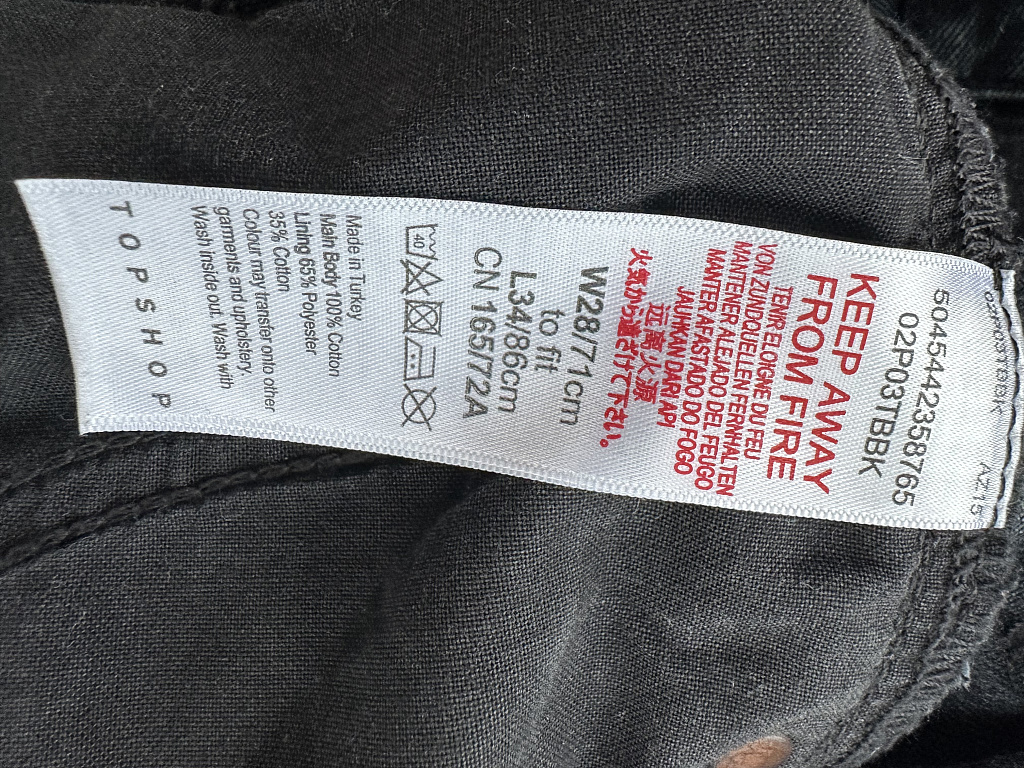 AZ15
5045442358765
02P03TBBK
KEEP AWAY
FROM FIRE
TENIR ELOIGNE DU FEU
VON ZUNDQUELLEN FERNHALTEN
MANTENER ALEJADO DEL FEUGO
MANTER AFASTADO DO FOGO
JAUHKAN DARI API
远离火源
火気から遠ざけて下さい。
W28/71cm
to fit
L34/86cm
CN 165/72A
40
Made in Turkey
Main Body 100% Cotton
Lining 65% Polyester
35% Cotton
Colour may transfer onto other
garments and upholstery.
Wash inside out. Wash with
TOPSHOP